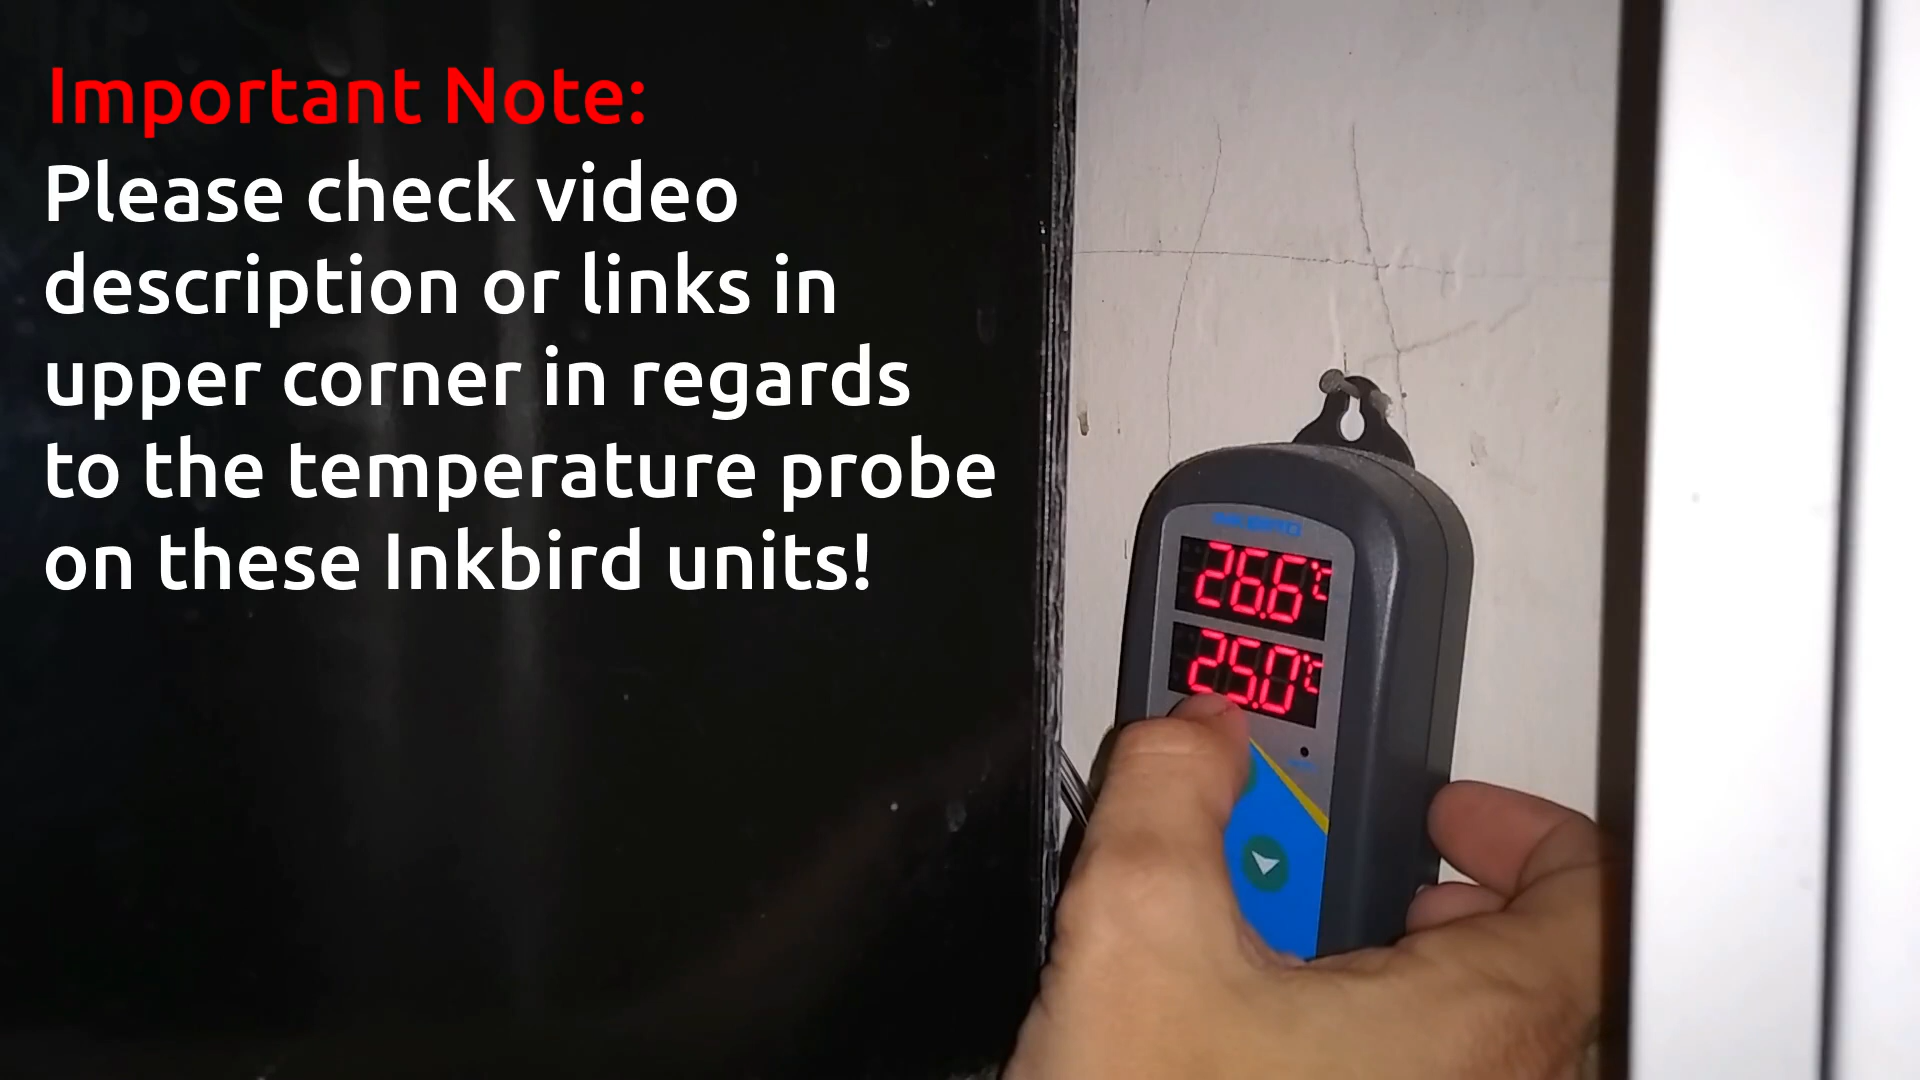 Important Note:
Please check video
description or links in
upper corner in regards
to the temperature probe
on these Inkbird units!
26.6°C
25.0°C